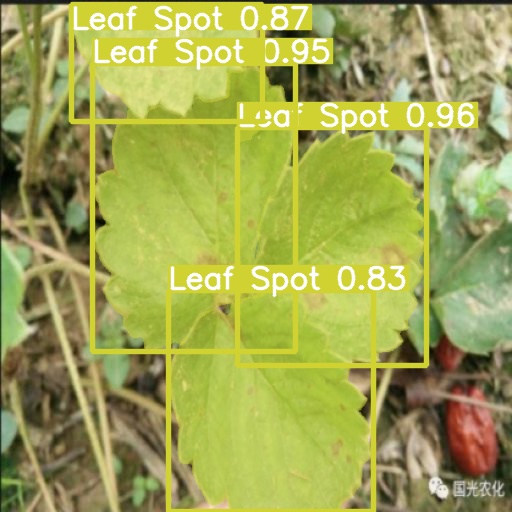 Leaf Spot 0.87
Leaf Spot 0.95
Leaf Spot 0.96
Leaf Spot 0.83
国光农化